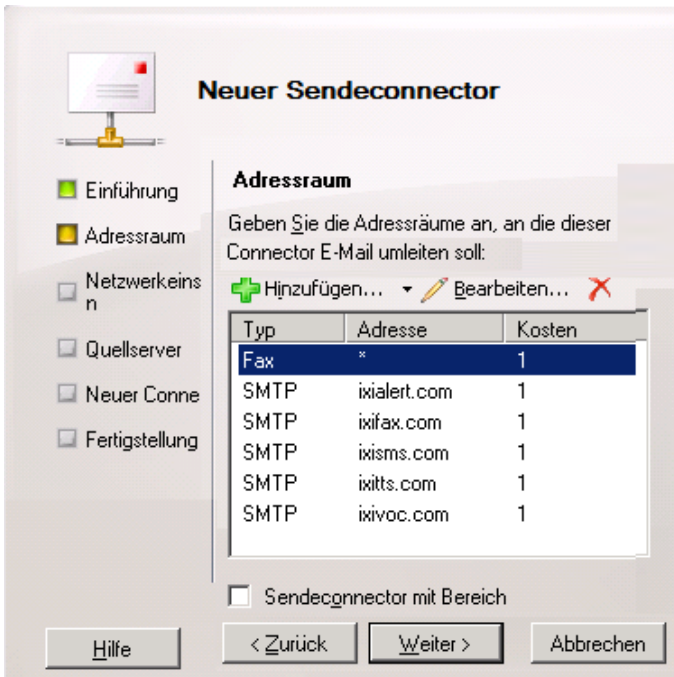 Neuer Sendeconnector
Einführung
Adressraum
Netzwerkeins
n
Quellserver
Neuer Conne
Fertigstellung
Adressraum
Geben Sie die Adressräume an, an die dieser
Connector E-Mail umleiten soll:
Hinzufügen... Bearbeiten...
Typ Adresse Kosten
Fax * 1
SMTP ixialert.com 1
SMTP ixifax.com 1
SMTP ixisms.com 1
SMTP ixitts.com 1
SMTP ixivoc.com 1
Sendeconnector mit Bereich
Hilfe < Zurück Weiter > Abbrechen